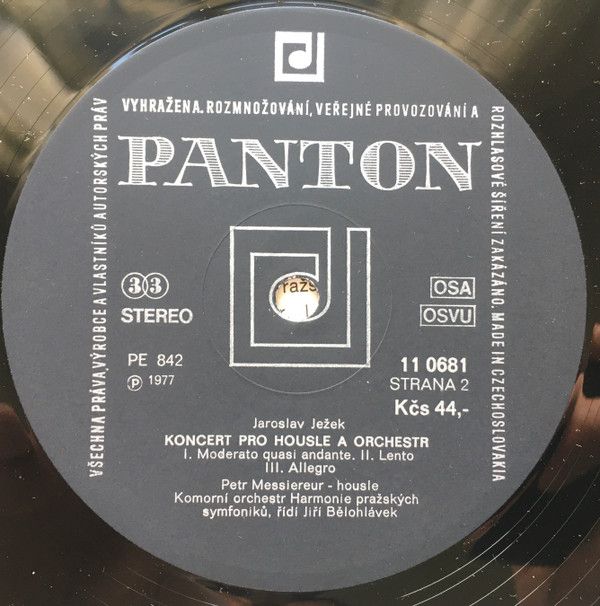 VYHRAŽENA. ROZMNOŽOVÁNÍ, VEŘEJNÉ PROVOZOVÁNÍ A
ROZHLASOVÉ ŠÍŘENÍ ZAKÁZÁNO. MADE IN CZECHOSLOVAKIA
VŠECHNA PRÁVA VÝROBCE A VLASTNÍKŮ AUTORSKÝCH PRÁV
PANTON
33
STEREO
OSA
OSVU
PE 842
℗ 1977
11 0681
STRANA 2
Kčs 44,-
Jaroslav Ježek
KONCERT PRO HOUSLE A ORCHESTR
I. Moderato quasi andante. II. Lento
III. Allegro
Petr Messiereur - housle
Komorní orchestr Harmonie pražských
symfoniků, řídí Jiří Bělohlávek